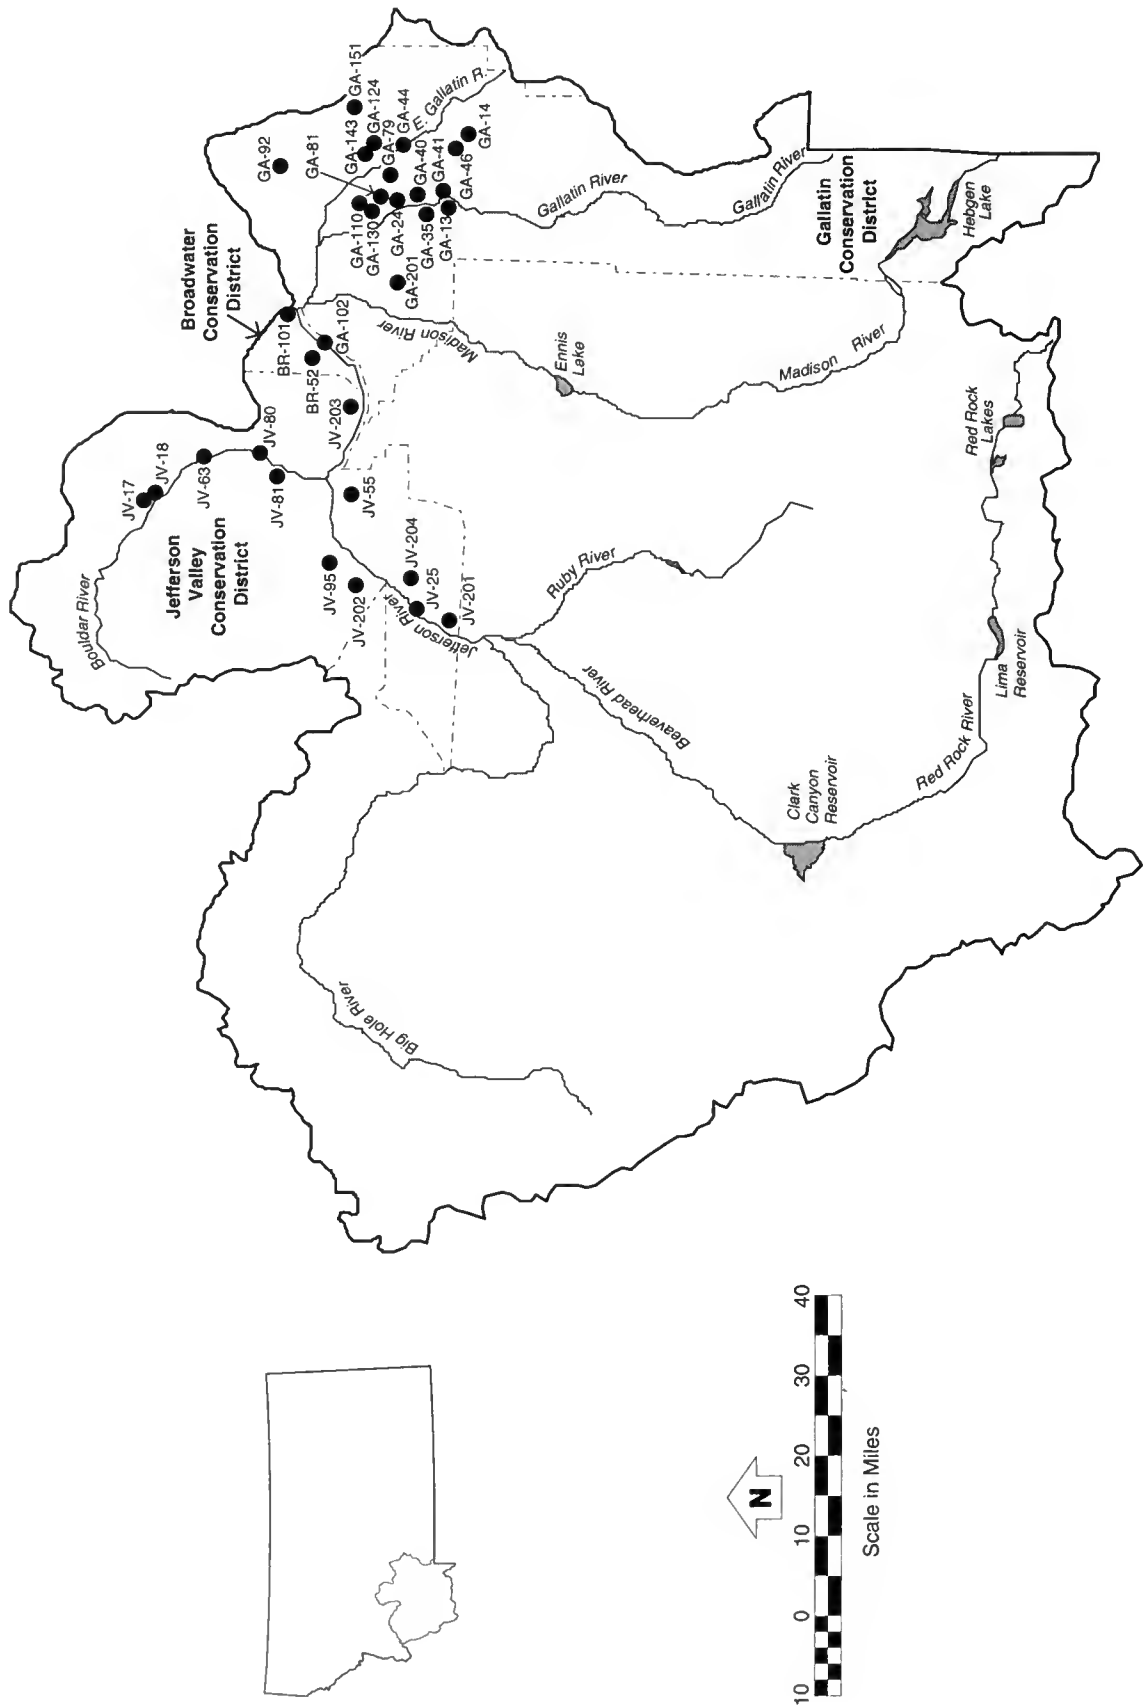 Bouldar River
JV-17
JV-18
JV-63
JV-80
JV-81
Jefferson
Valley
Conservation
District
JV-95
JV-202
JV-204
JV-25
JV-201
JV-55
JV-203
Jefferson River
Broadwater
Conservation
District
BR-101
BR-52
GA-102
GA-92
GA-81
GA-151
GA-143
GA-124
GA-79
GA-44
E. Gallatin R.
GA-110
GA-130
GA-24
GA-40
GA-35
GA-41
GA-13
GA-46
GA-14
GA-201
Madison River
Gallatin River
Gallatin River
Gallatin
Conservation
District
Hebgen
Lake
Ennis
Lake
Madison River
Ruby River
Beaverhead River
Red Rock
Lakes
Lima
Reservoir
Red Rock River
Clark
Canyon
Reservoir
Big Hole River
N
10 0 10 20 30 40
Scale in Miles